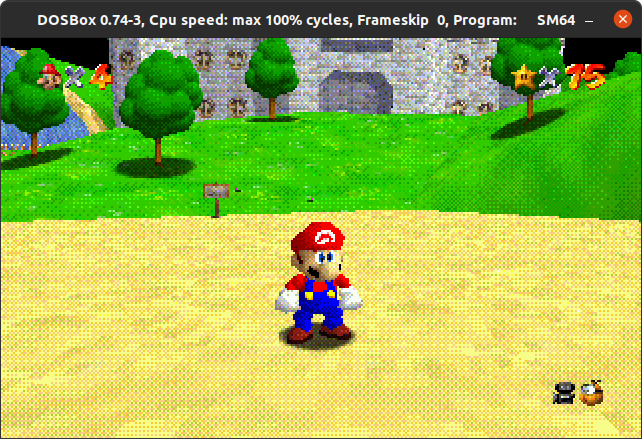 DOSBox 0.74-3, Cpu speed: max 100% cycles, Frameskip 0, Program: SM64
× 4
× 15
M